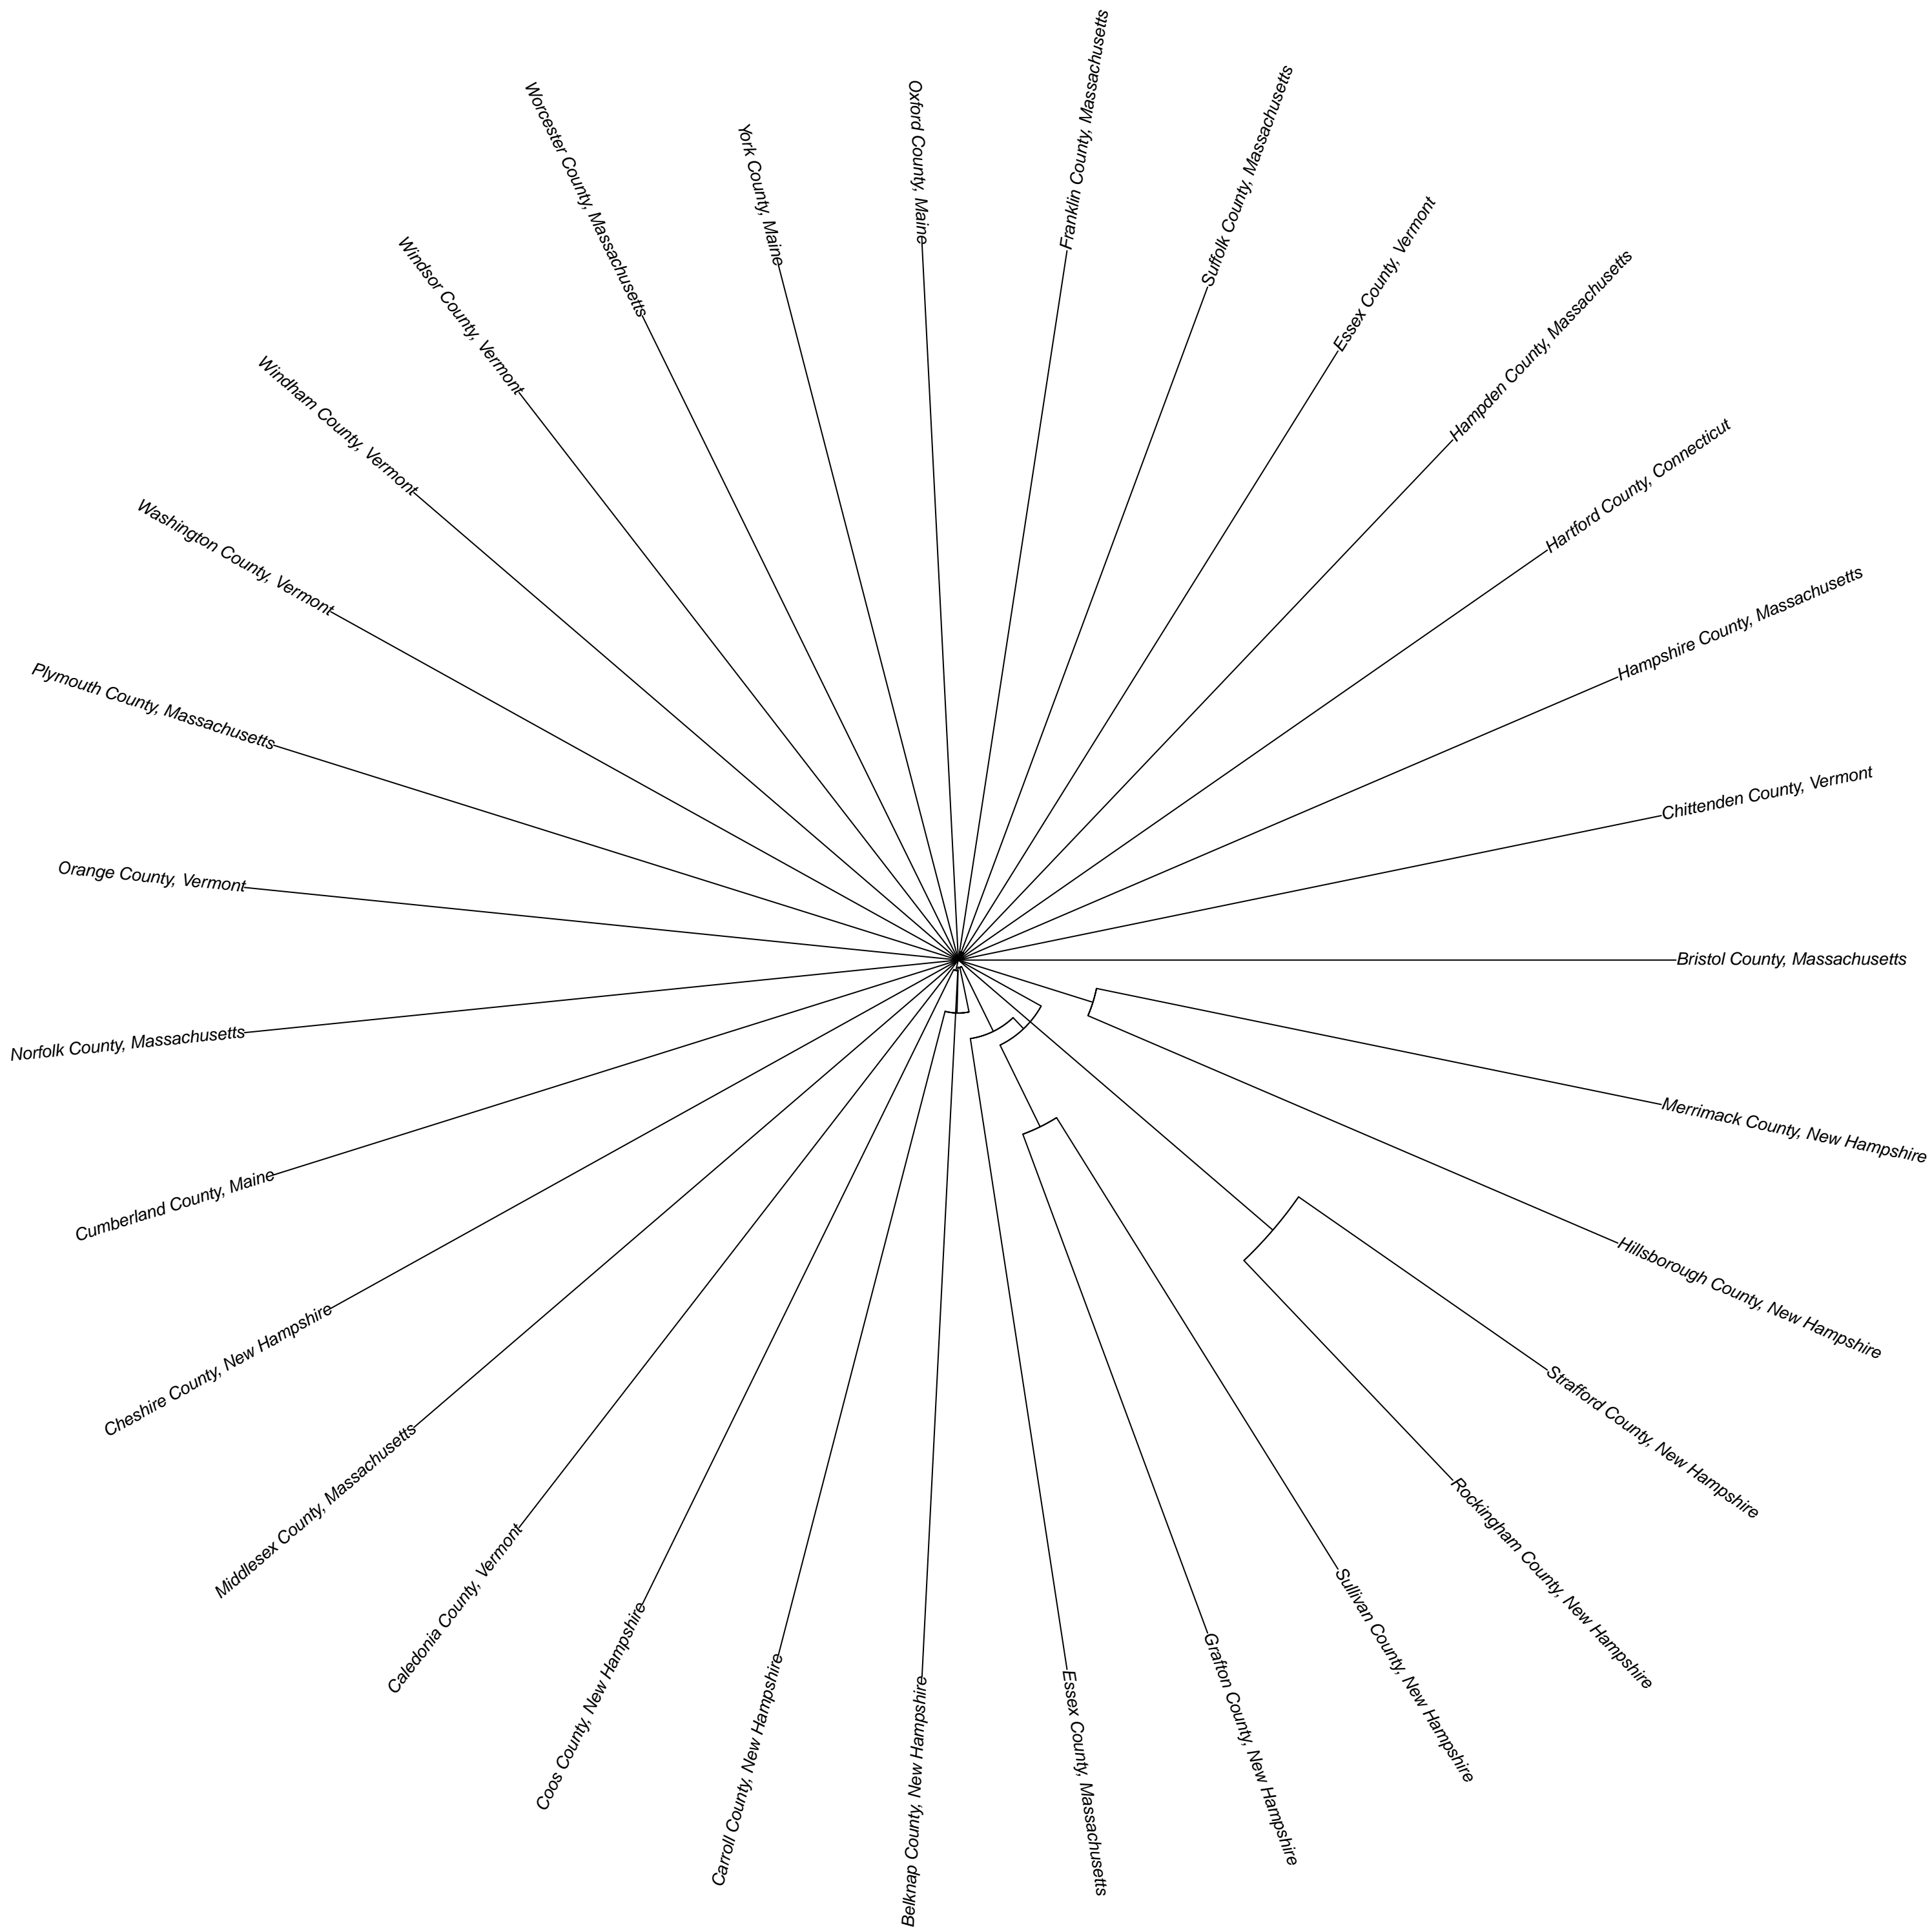 Franklin County, Massachusetts
Suffolk County, Massachusetts
Essex County, Vermont
Hampden County, Massachusetts
Hartford County, Connecticut
Hampshire County, Massachusetts
Chittenden County, Vermont
Bristol County, Massachusetts
Merrimack County, New Hampshire
Hillsborough County, New Hampshire
Strafford County, New Hampshire
Rockingham County, New Hampshire
Sullivan County, New Hampshire
Grafton County, New Hampshire
Essex County, Massachusetts
Belknap County, New Hampshire
Carroll County, New Hampshire
Coos County, New Hampshire
Caledonia County, Vermont
Middlesex County, Massachusetts
Cheshire County, New Hampshire
Cumberland County, Maine
Norfolk County, Massachusetts
Orange County, Vermont
Plymouth County, Massachusetts
Washington County, Vermont
Windham County, Vermont
Windsor County, Vermont
Worcester County, Massachusetts
York County, Maine
Oxford County, Maine